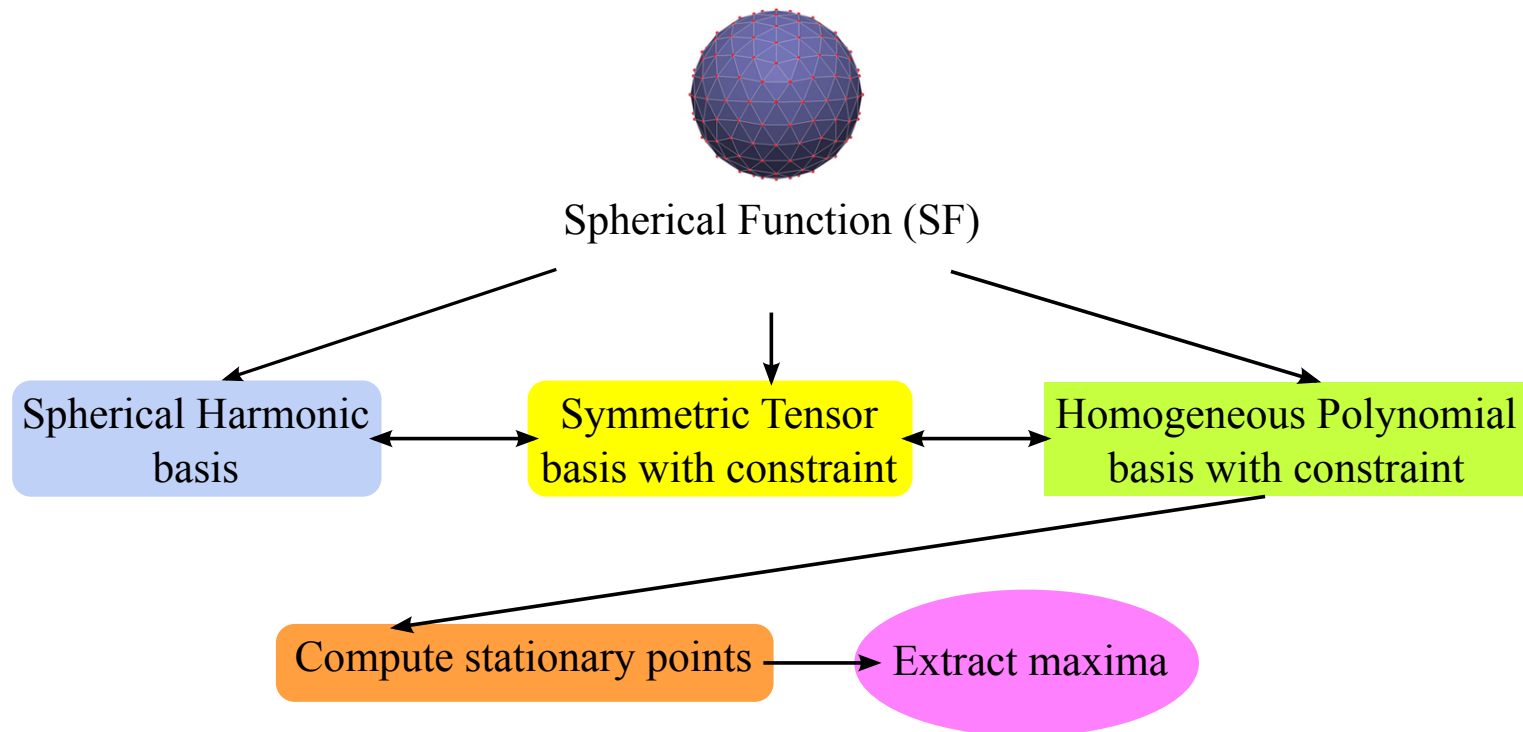 Spherical Function (SF)
Spherical Harmonic
basis
Symmetric Tensor
basis with constraint
Homogeneous Polynomial
basis with constraint
Compute stationary points
Extract maxima